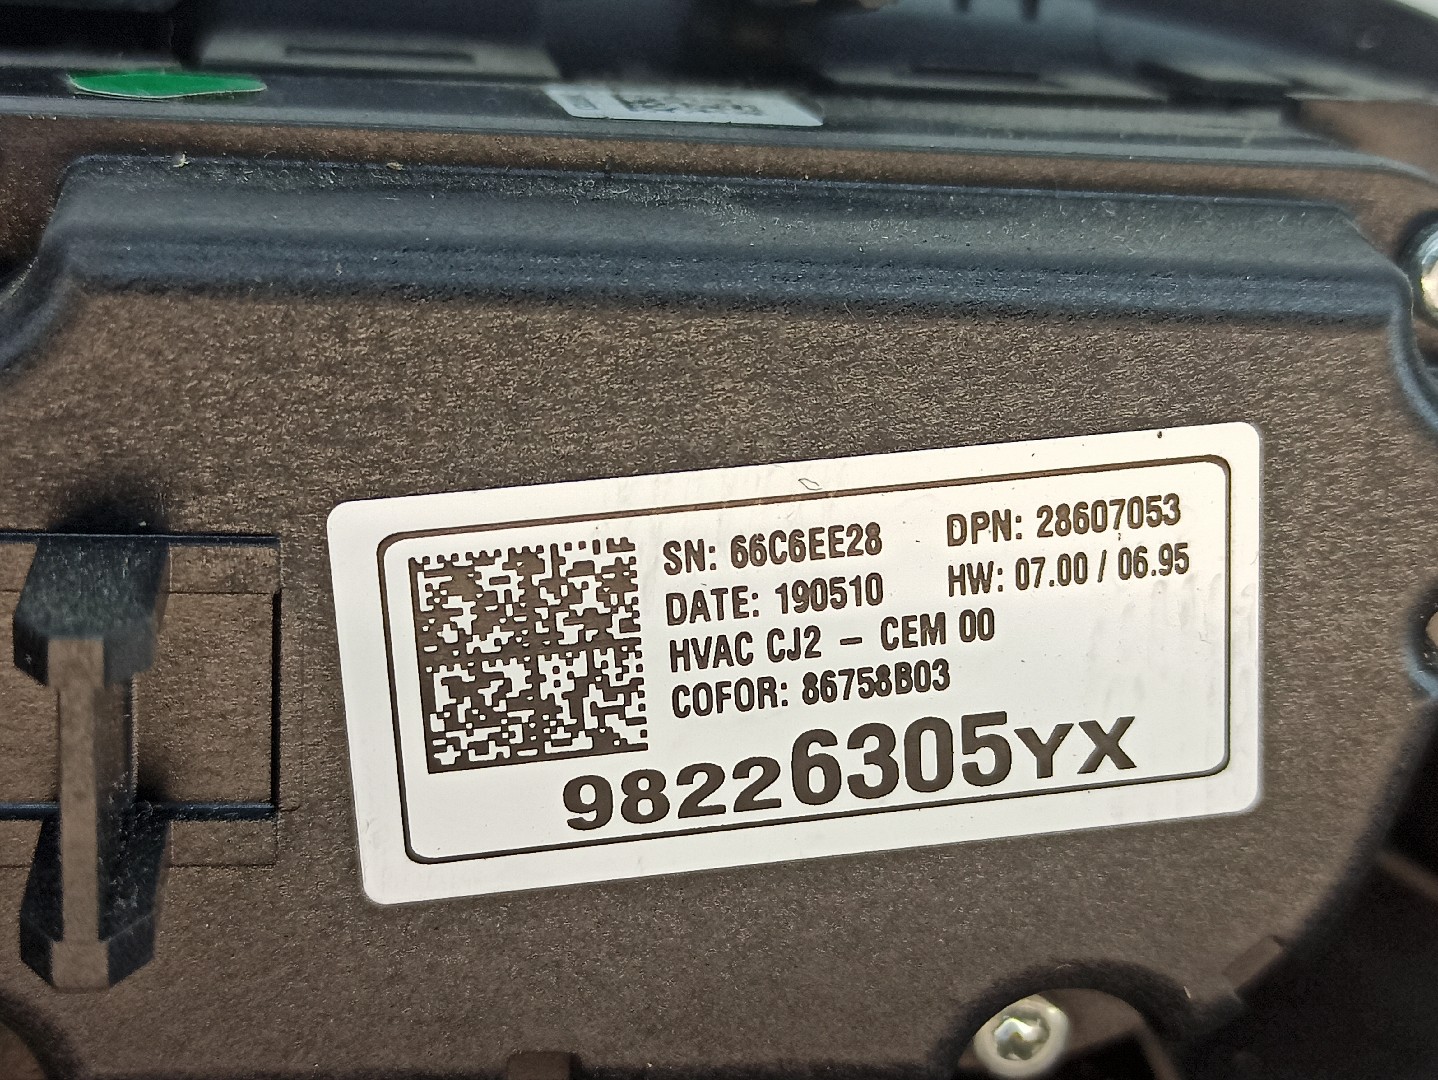 SN: 66C6EE28 DPN: 28607053
DATE: 190510 HW: 07.00 / 06.95
HVAC CJ2 – CEM 00
COFOR: 86758B03
98226305YX